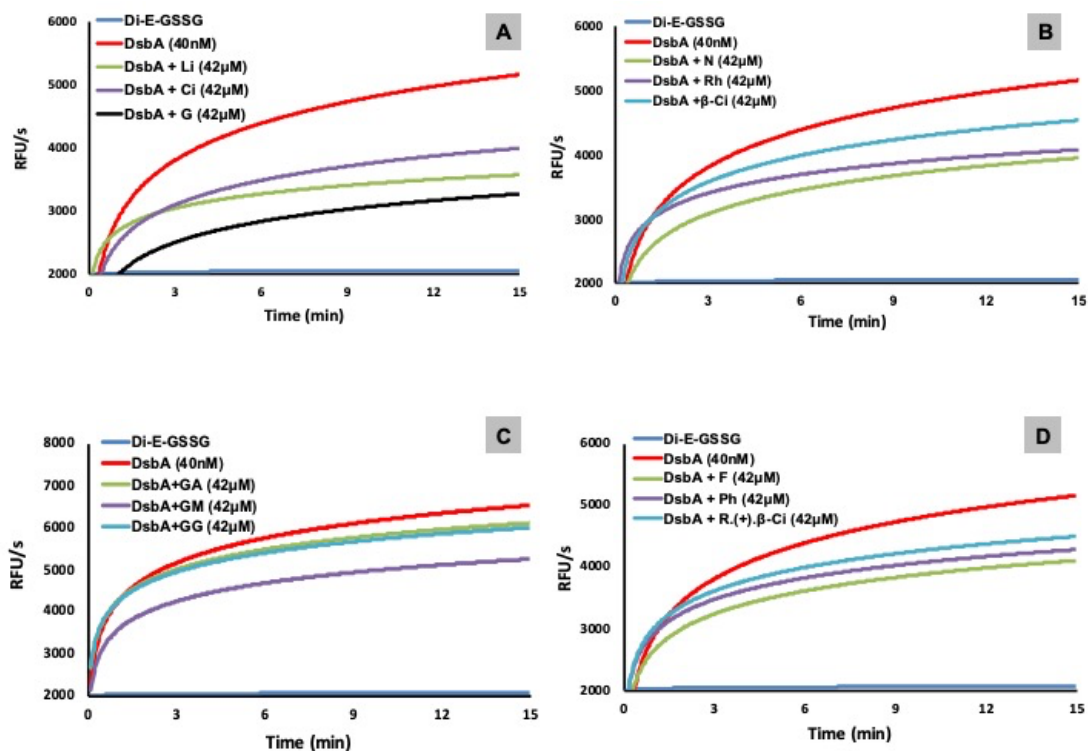 A
Di-E-GSSG
DsbA (40nM)
DsbA + Li (42µM)
DsbA + Ci (42µM)
DsbA + G (42µM)
6000
5000
4000
3000
2000
RFU/s
0 3 6 9 12 15
Time (min)
B
Di-E-GSSG
DsbA (40nM)
DsbA + N (42µM)
DsbA + Rh (42µM)
DsbA +β-Ci (42µM)
6000
5000
4000
3000
2000
RFU/s
0 3 6 9 12 15
Time (min)
C
Di-E-GSSG
DsbA (40nM)
DsbA+GA (42µM)
DsbA+GM (42µM)
DsbA+GG (42µM)
8000
7000
6000
5000
4000
3000
2000
RFU/s
0 3 6 9 12 15
Time (min)
D
Di-E-GSSG
DsbA (40nM)
DsbA + F (42µM)
DsbA + Ph (42µM)
DsbA + R.(+).β-Ci (42µM)
6000
5000
4000
3000
2000
RFU/s
0 3 6 9 12 15
Time (min)